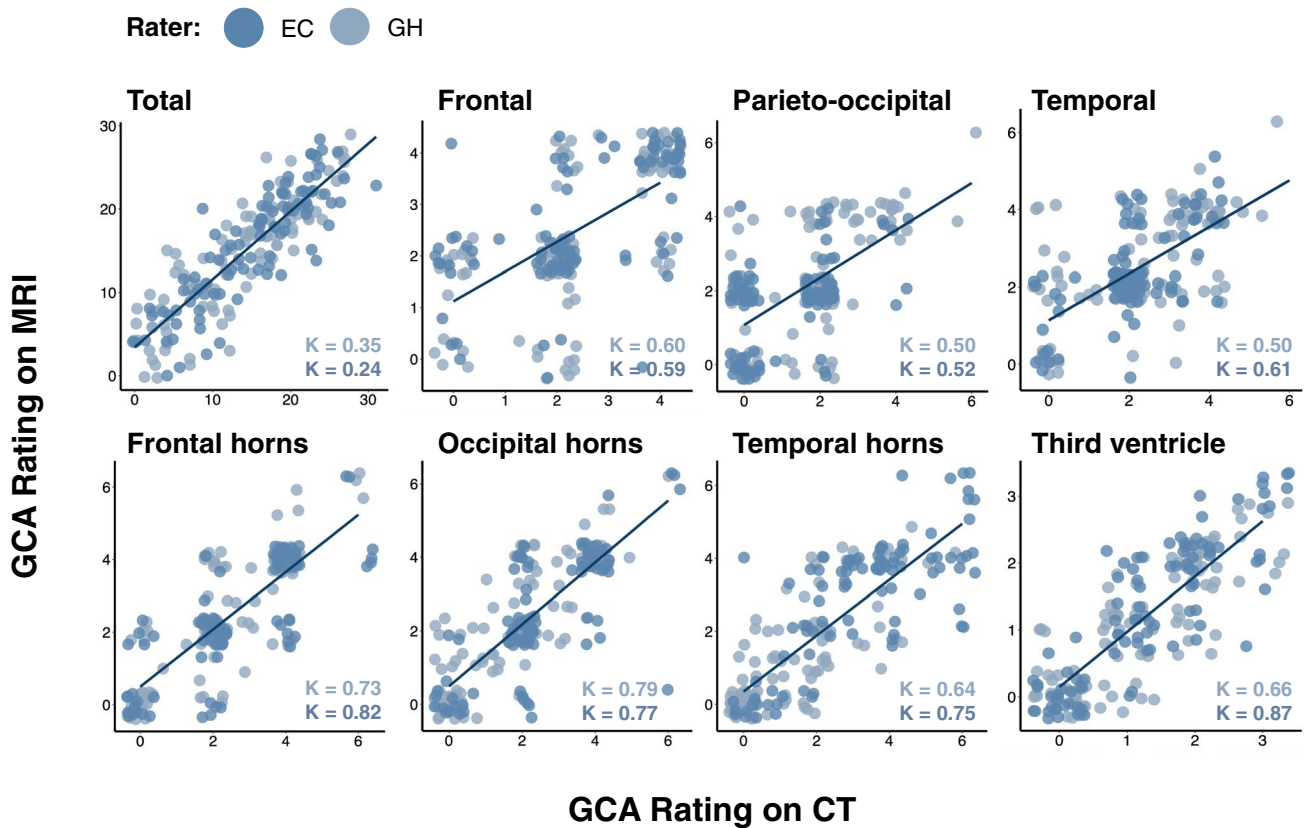 Rater: EC GH
Total
30
20
10
0
0 10 20 30
K = 0.35
K = 0.24
Frontal
4
3
2
1
0
0 1 2 3 4
K = 0.60
K = 0.59
Parieto-occipital
6
4
2
0
0 2 4 6
K = 0.50
K = 0.52
Temporal
6
4
2
0
0 2 4 6
K = 0.50
K = 0.61
GCA Rating on MRI
Frontal horns
6
4
2
0
0 2 4 6
K = 0.73
K = 0.82
Occipital horns
6
4
2
0
0 2 4 6
K = 0.79
K = 0.77
Temporal horns
6
4
2
0
0 2 4 6
K = 0.64
K = 0.75
Third ventricle
3
2
1
0
0 1 2 3
K = 0.66
K = 0.87
GCA Rating on CT